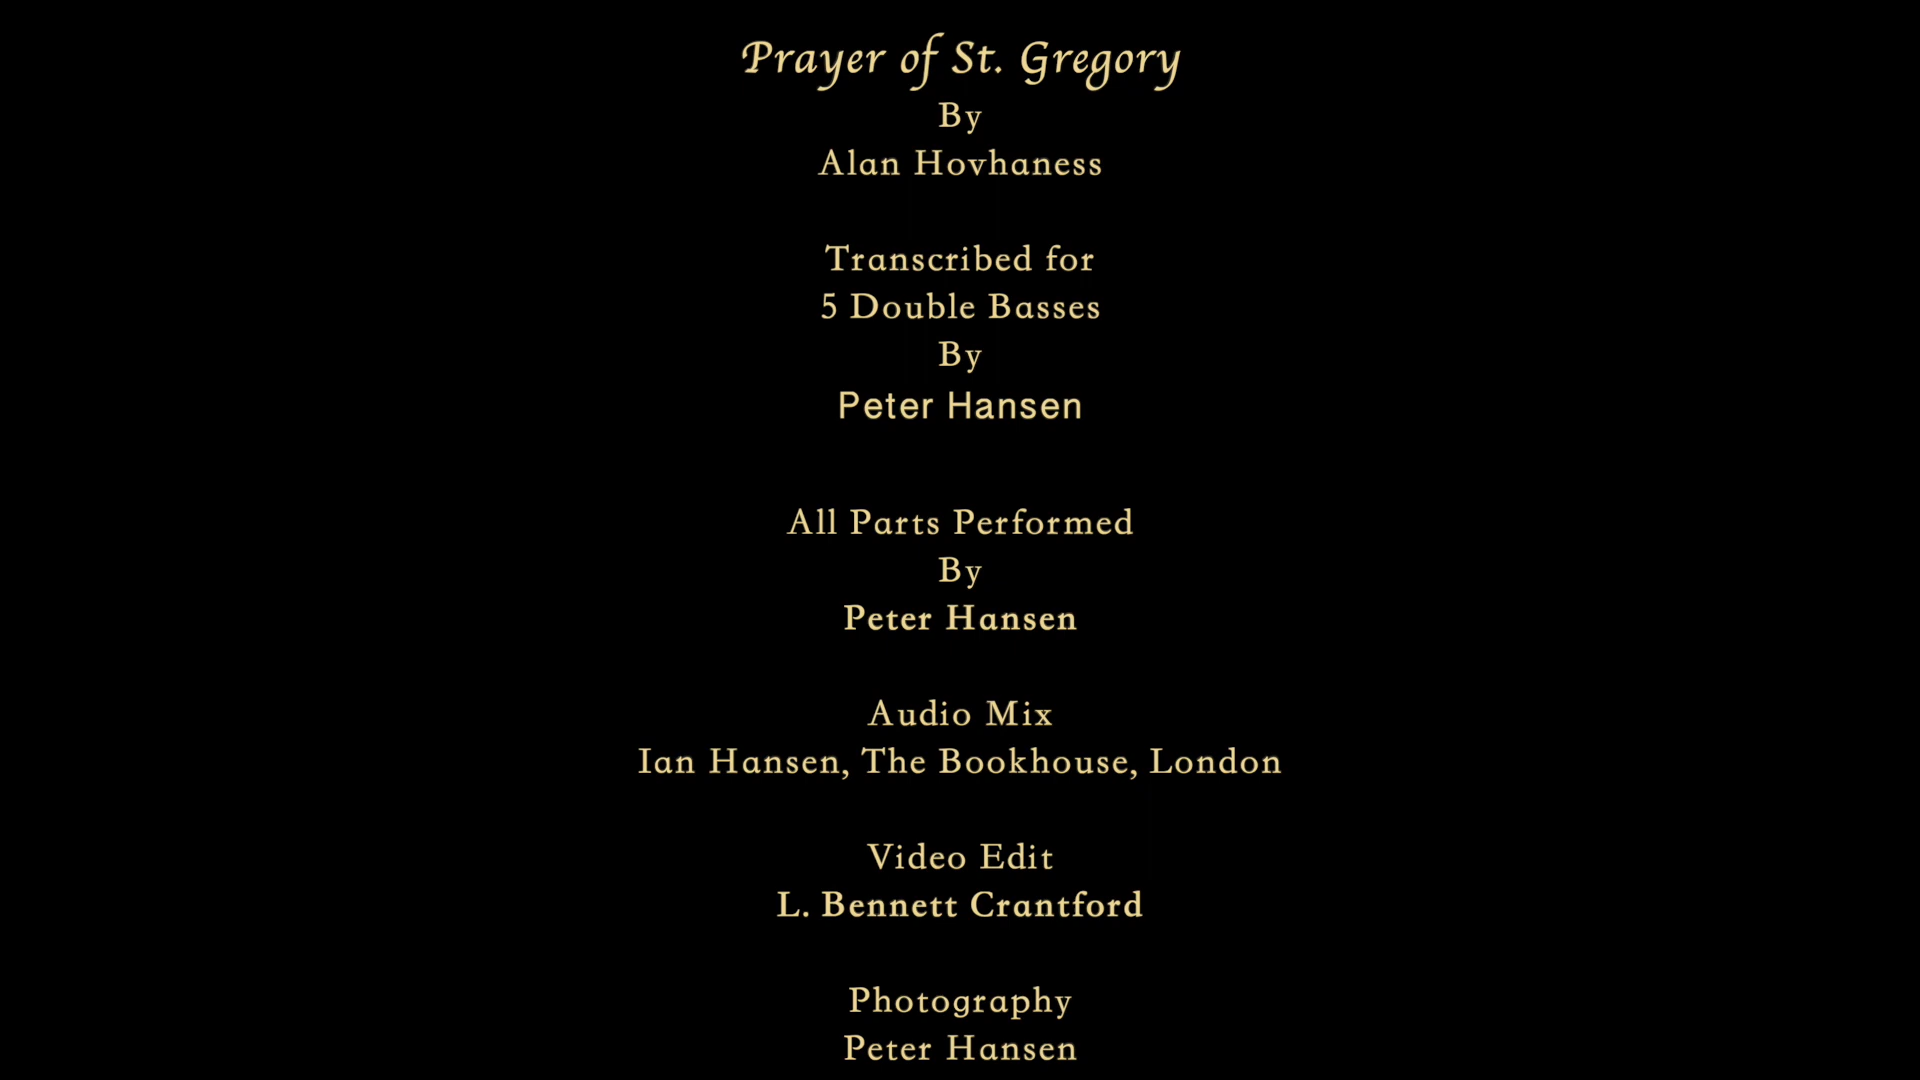 Prayer of St. Gregory
By
Alan Hovhaness
Transcribed for
5 Double Basses
By
Peter Hansen
All Parts Performed
By
Peter Hansen
Audio Mix
Ian Hansen, The Bookhouse, London
Video Edit
L. Bennett Crantford
Photography
Peter Hansen